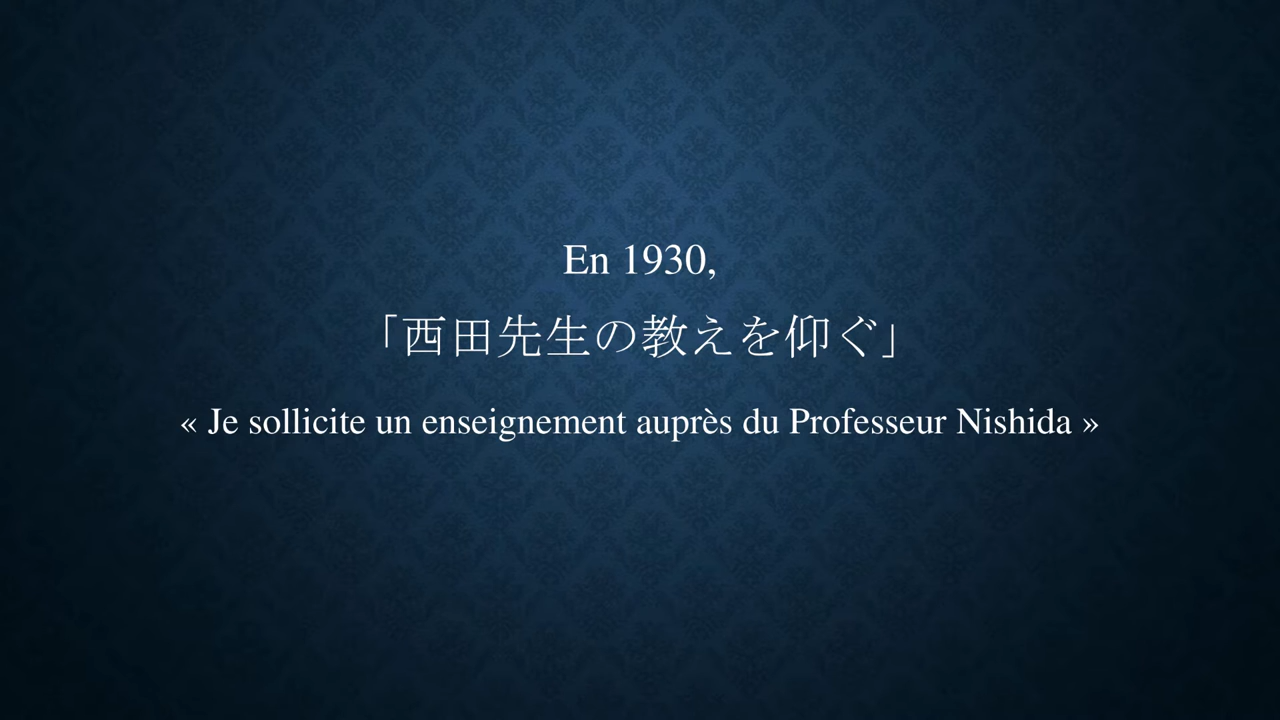 En 1930,
「西田先生の教えを仰ぐ」
« Je sollicite un enseignement auprès du Professeur Nishida »